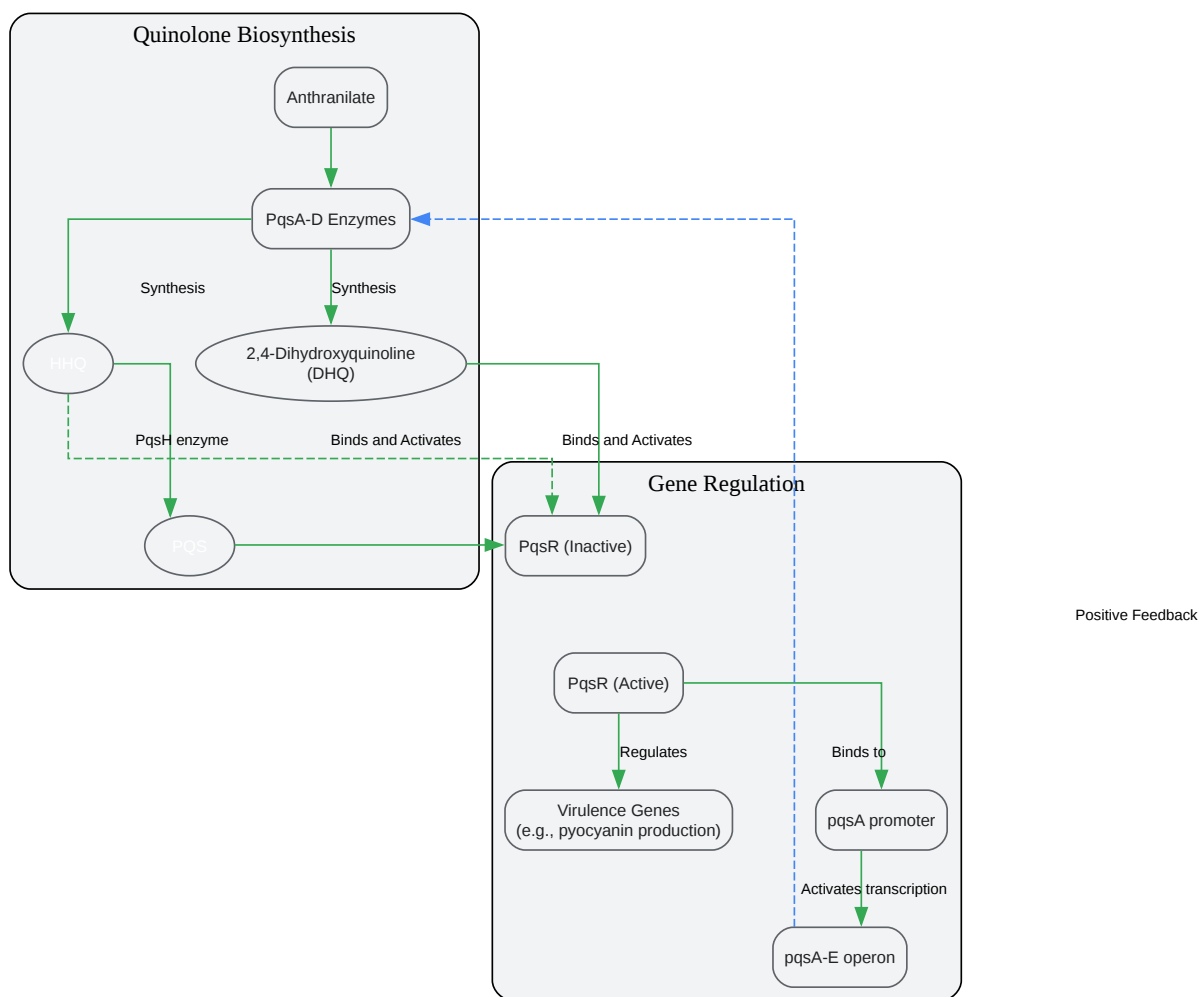 Quinolone Biosynthesis
Anthranilate
PqsA-D Enzymes
Synthesis
Synthesis
HHQ
2,4-Dihydroxyquinoline
(DHQ)
PqsH enzyme
Binds and Activates
Binds and Activates
Gene Regulation
PQS
PqsR (Inactive)
Positive Feedback
PqsR (Active)
Regulates
Binds to
Virulence Genes
(e.g., pyocyanin production)
pqsA promoter
Activates transcription
pqsA-E operon